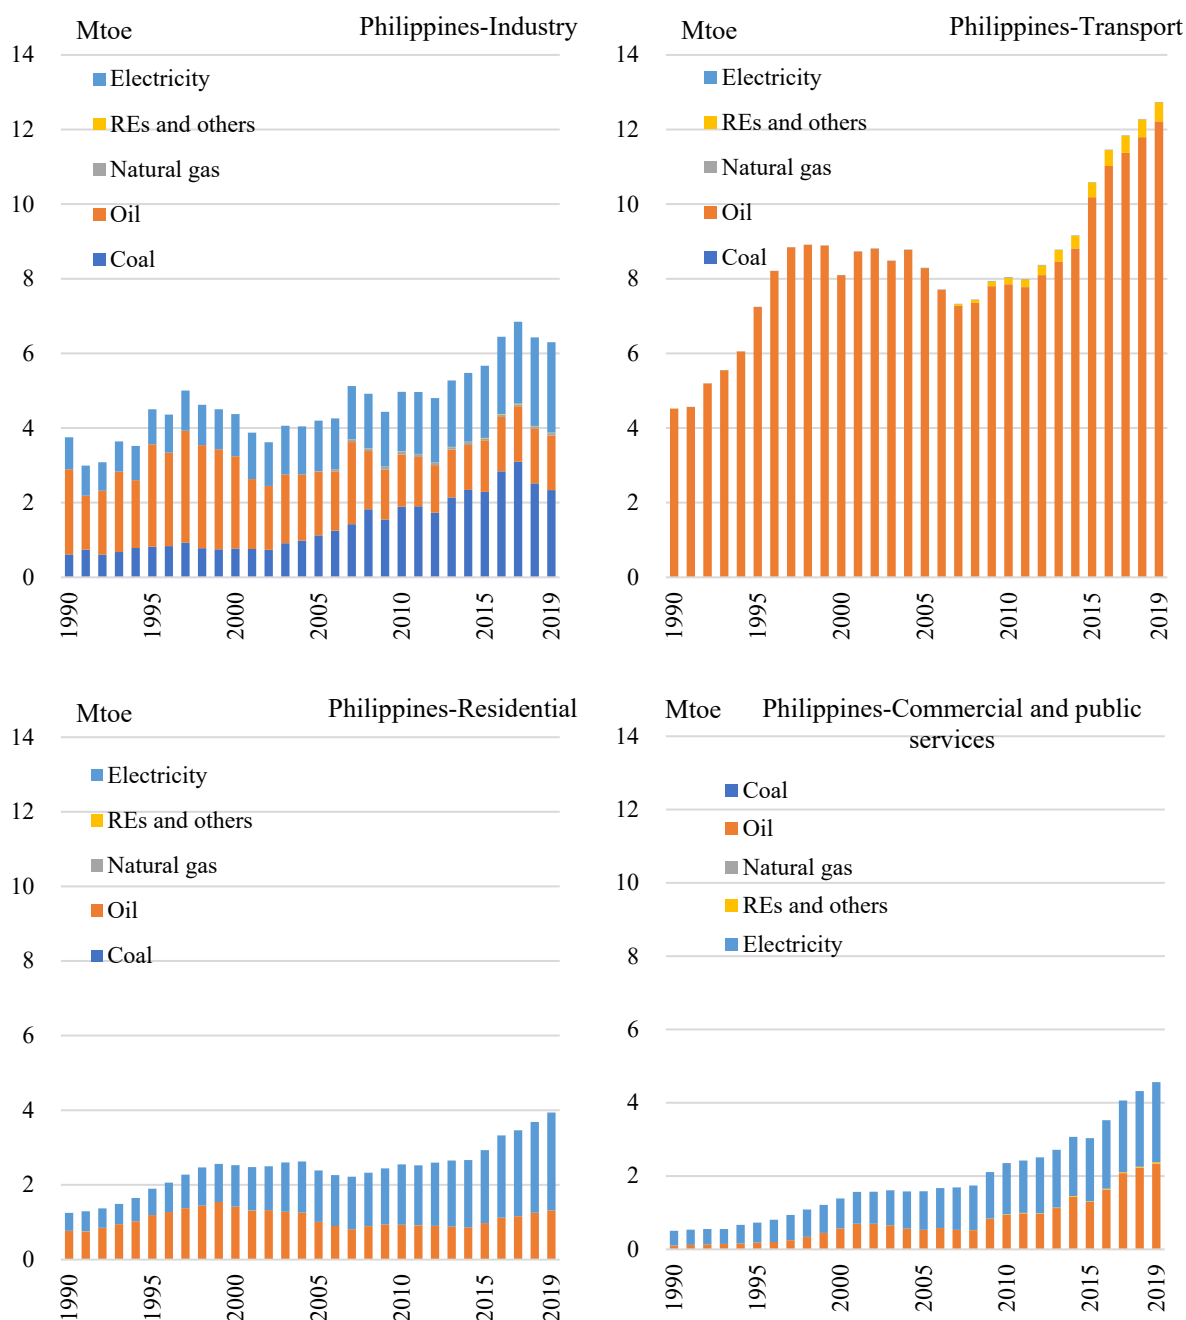 Mtoe
Philippines-Industry
14
12
10
8
6
4
2
0
Electricity
REs and others
Natural gas
Oil
Coal
1990
1995
2000
2005
2010
2015
2019
Mtoe
Philippines-Transport
14
12
10
8
6
4
2
0
Electricity
REs and others
Natural gas
Oil
Coal
1990
1995
2000
2005
2010
2015
2019
Mtoe
Philippines-Residential
14
12
10
8
6
4
2
0
Electricity
REs and others
Natural gas
Oil
Coal
1990
1995
2000
2005
2010
2015
2019
Mtoe
Philippines-Commercial and public
services
14
12
10
8
6
4
2
0
Coal
Oil
Natural gas
REs and others
Electricity
1990
1995
2000
2005
2010
2015
2019